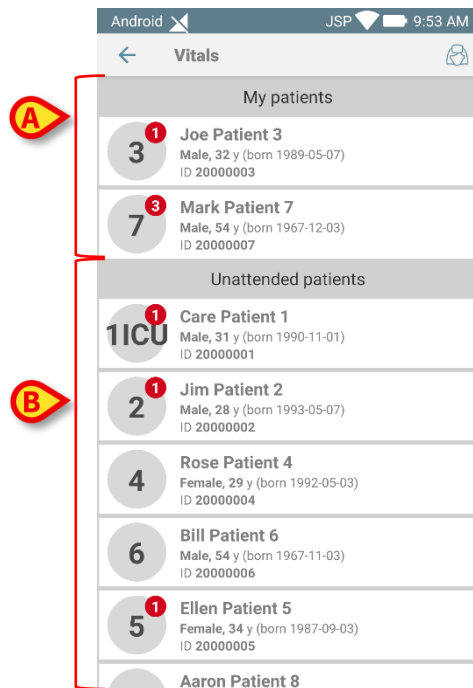 Android JSP 9:53 AM
Vitals
A
My patients
3 1
Joe Patient 3
Male, 32 y (born 1989-05-07)
ID 20000003
7 3
Mark Patient 7
Male, 54 y (born 1967-12-03)
ID 20000007
B
Unattended patients
1ICU 1
Care Patient 1
Male, 31 y (born 1990-11-01)
ID 20000001
2 1
Jim Patient 2
Male, 28 y (born 1993-05-07)
ID 20000002
4
Rose Patient 4
Female, 29 y (born 1992-05-03)
ID 20000004
6
Bill Patient 6
Male, 54 y (born 1967-11-03)
ID 20000006
5 1
Ellen Patient 5
Female, 34 y (born 1987-09-03)
ID 20000005
Aaron Patient 8